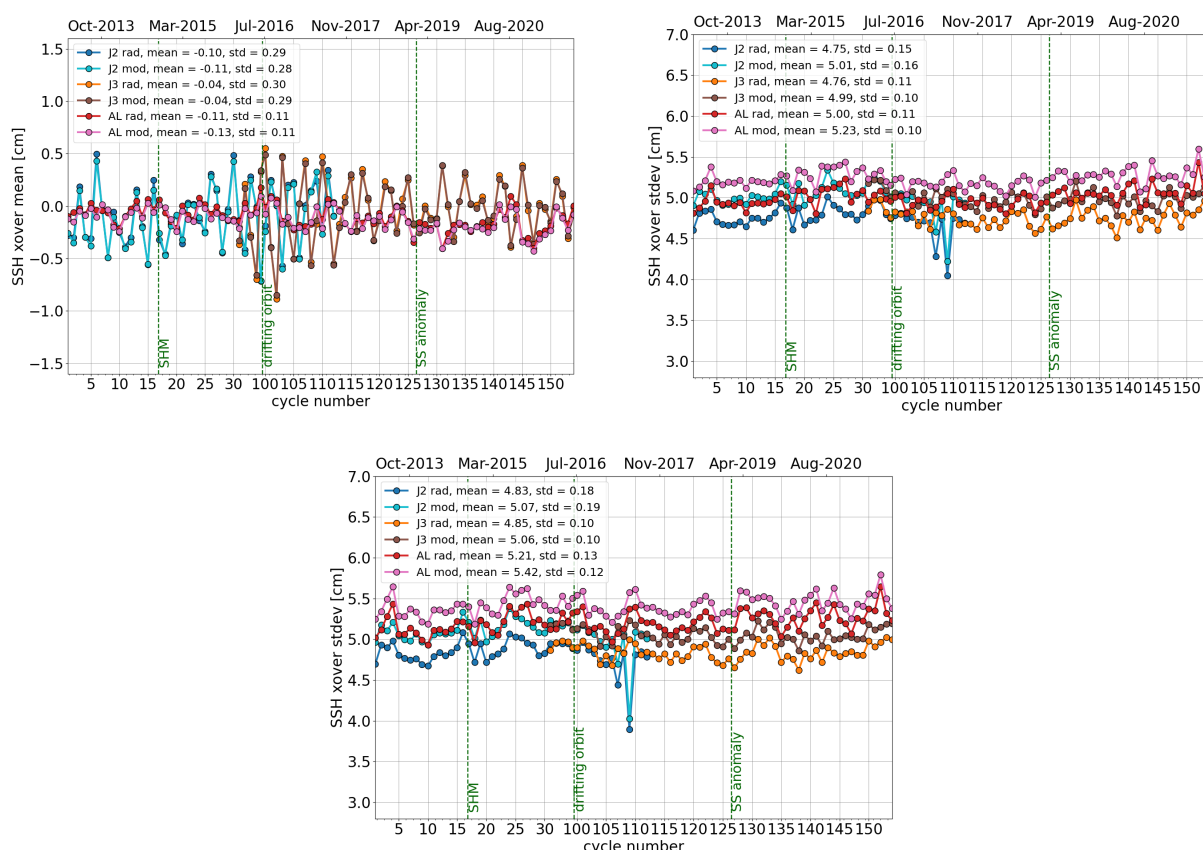 Oct-2013 Mar-2015 Jul-2016 Nov-2017 Apr-2019 Aug-2020
1.5
1.0
0.5
0.0
−0.5
−1.0
−1.5
SSH xover mean [cm]
J2 rad, mean = -0.10, std = 0.29
J2 mod, mean = -0.11, std = 0.28
J3 rad, mean = -0.04, std = 0.30
J3 mod, mean = -0.04, std = 0.29
AL rad, mean = -0.11, std = 0.11
AL mod, mean = -0.13, std = 0.11
SHM
drifting orbit
SS anomaly
5 10 15 20 25 30 100 105 110 115 120 125 130 135 140 145 150
cycle number
Oct-2013 Mar-2015 Jul-2016 Nov-2017 Apr-2019 Aug-2020
7.0
6.5
6.0
5.5
5.0
4.5
4.0
3.5
3.0
SSH xover stdev [cm]
J2 rad, mean = 4.75, std = 0.15
J2 mod, mean = 5.01, std = 0.16
J3 rad, mean = 4.76, std = 0.11
J3 mod, mean = 4.99, std = 0.10
AL rad, mean = 5.00, std = 0.11
AL mod, mean = 5.23, std = 0.10
SHM
drifting orbit
SS anomaly
5 10 15 20 25 30 100 105 110 115 120 125 130 135 140 145 150
cycle number
Oct-2013 Mar-2015 Jul-2016 Nov-2017 Apr-2019 Aug-2020
7.0
6.5
6.0
5.5
5.0
4.5
4.0
3.5
3.0
SSH xover stdev [cm]
J2 rad, mean = 4.83, std = 0.18
J2 mod, mean = 5.07, std = 0.19
J3 rad, mean = 4.85, std = 0.10
J3 mod, mean = 5.06, std = 0.10
AL rad, mean = 5.21, std = 0.13
AL mod, mean = 5.42, std = 0.12
SHM
drifting orbit
SS anomaly
5 10 15 20 25 30 100 105 110 115 120 125 130 135 140 145 150
cycle number